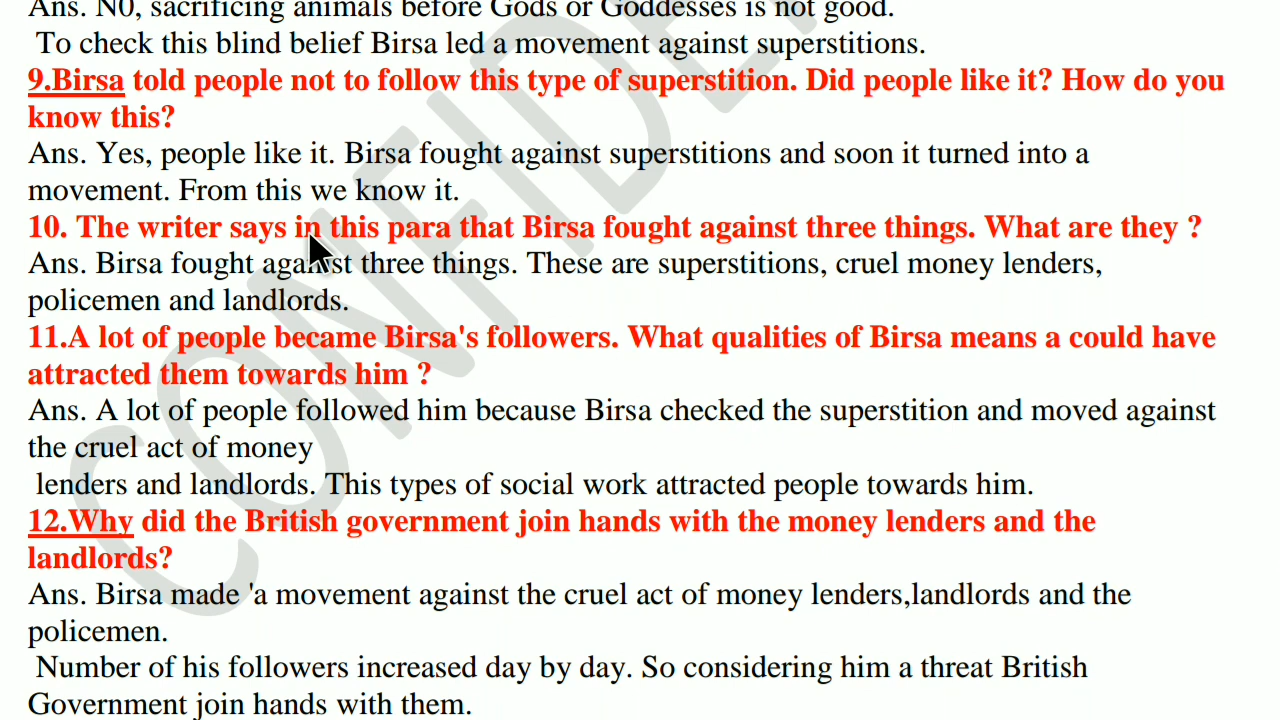 Ans. N0, sacrificing animals before Gods or Goddesses is not good.
To check this blind belief Birsa led a movement against superstitions.
9.Birsa told people not to follow this type of superstition. Did people like it? How do you
know this?
Ans. Yes, people like it. Birsa fought against superstitions and soon it turned into a
movement. From this we know it.
10. The writer says in this para that Birsa fought against three things. What are they ?
Ans. Birsa fought against three things. These are superstitions, cruel money lenders,
policemen and landlords.
11.A lot of people became Birsa's followers. What qualities of Birsa means a could have
attracted them towards him ?
Ans. A lot of people followed him because Birsa checked the superstition and moved against
the cruel act of money
lenders and landlords. This types of social work attracted people towards him.
12.Why did the British government join hands with the money lenders and the
landlords?
Ans. Birsa made 'a movement against the cruel act of money lenders,landlords and the
policemen.
Number of his followers increased day by day. So considering him a threat British
Government join hands with them.